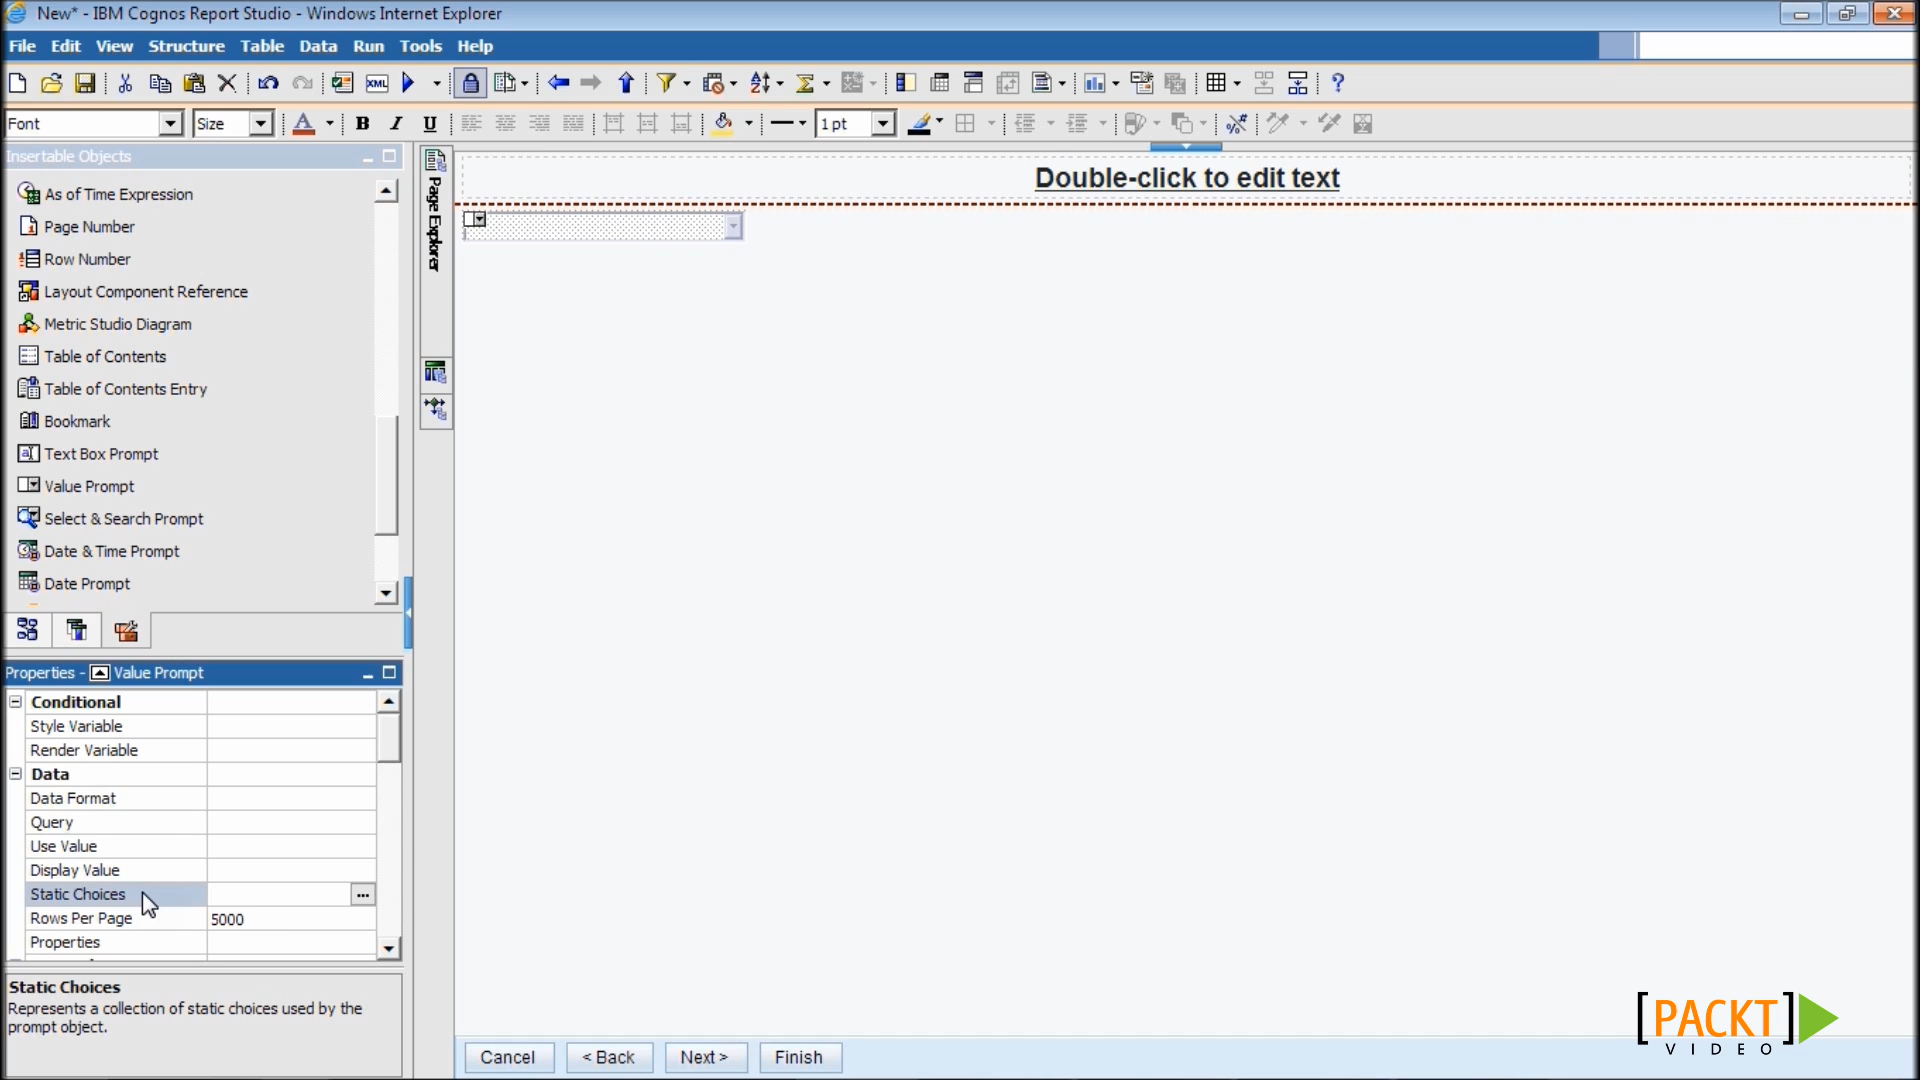 New* - IBM Cognos Report Studio - Windows Internet Explorer
File Edit View Structure Table Data Run Tools Help
XML
Font Size A B I U 1 pt
Insertable Objects
As of Time Expression
Page Number
Row Number
Layout Component Reference
Metric Studio Diagram
Table of Contents
Table of Contents Entry
Bookmark
Text Box Prompt
Value Prompt
Select & Search Prompt
Date & Time Prompt
Date Prompt
Page Explorer
Double-click to edit text
Properties - Value Prompt
Conditional
Style Variable
Render Variable
Data
Data Format
Query
Use Value
Display Value
Static Choices ...
Rows Per Page 5000
Properties
Static Choices
Represents a collection of static choices used by the
prompt object.
Cancel < Back Next > Finish
[PACKT]
VIDEO